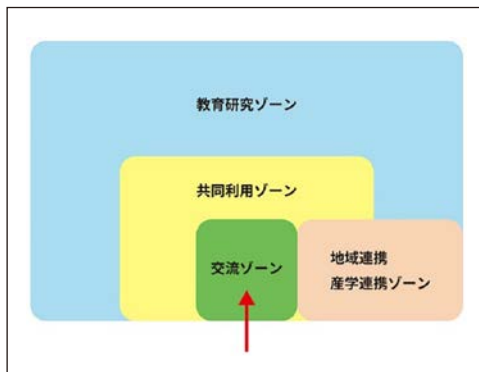 教育研究ゾーン
共同利用ゾーン
交流ゾーン
地域連携
産学連携ゾーン